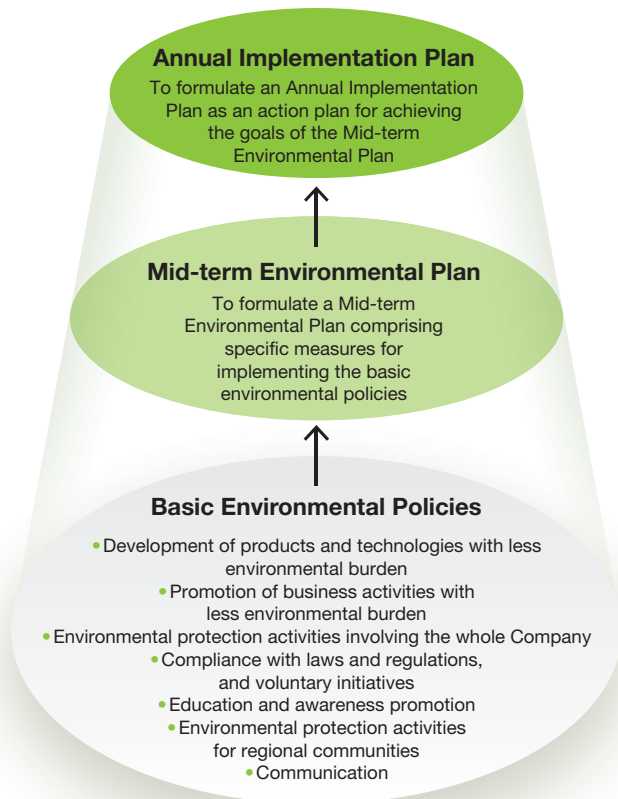 Annual Implementation Plan
To formulate an Annual Implementation
Plan as an action plan for achieving
the goals of the Mid-term
Environmental Plan
Mid-term Environmental Plan
To formulate a Mid-term
Environmental Plan comprising
specific measures for
implementing the basic
environmental policies
Basic Environmental Policies
•Development of products and technologies with less
environmental burden
•Promotion of business activities with
less environmental burden
•Environmental protection activities involving the whole Company
•Compliance with laws and regulations,
and voluntary initiatives
•Education and awareness promotion
•Environmental protection activities
for regional communities
•Communication